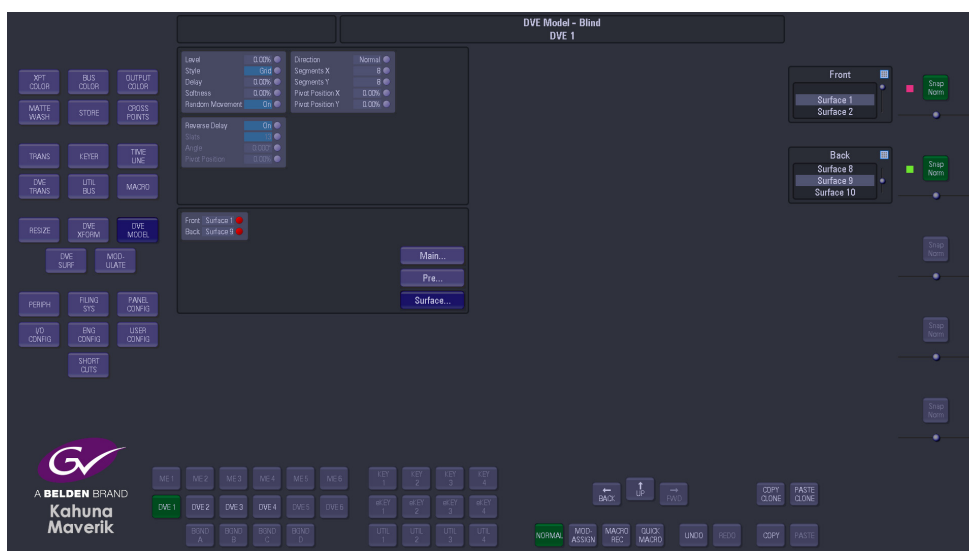 DVE Model - Blind
DVE 1
Level 0.00% Direction Normal
Style Grid Segments X 8
Delay 0.00% Segments Y 8
Softness 0.00% Pivot Position X 0.00%
Random Movement On Pivot Position Y 0.00%
Reverse Delay On
Slats
Angle 0.000°
Pivot Position 0.00%
Front Surface 1
Back Surface 9
Main...
Pre...
Surface...
XPT COLOR
BUS COLOR
OUTPUT COLOR
MATTE WASH
STORE
CROSS POINTS
TRANS
KEYER
TIME LINE
DVE TRANS
UTIL BUS
MACRO
RESIZE
DVE XFORM
DVE MODEL
DVE SURF
MOD- ULATE
PERIPH
FILING SYS
PANEL CONFIG
I/O CONFIG
ENG CONFIG
USER CONFIG
SHORT CUTS
Front
Surface 1
Surface 2
Snap Norm
Back
Surface 8
Surface 9
Surface 10
Snap Norm
Snap Norm
Snap Norm
Snap Norm
GV
A BELDEN BRAND
Kahuna
Maverik
ME 1 ME 2 ME 3 ME 4 ME 5 ME 6
KEY 1 KEY 2 KEY 3 KEY 4
DVE 1 DVE 2 DVE 3 DVE 4 DVE 5 DVE 6
eKEY 1 eKEY 2 eKEY 3 eKEY 4
BOND A BOND B BOND C BOND D
UTIL 1 UTIL 2 UTIL 3 UTIL 4
BACK UP FWD
COPY CLONE PASTE CLONE
NORMAL MOD- ASSIGN MACRO REC QUICK MACRO UNDO REDO COPY PASTE